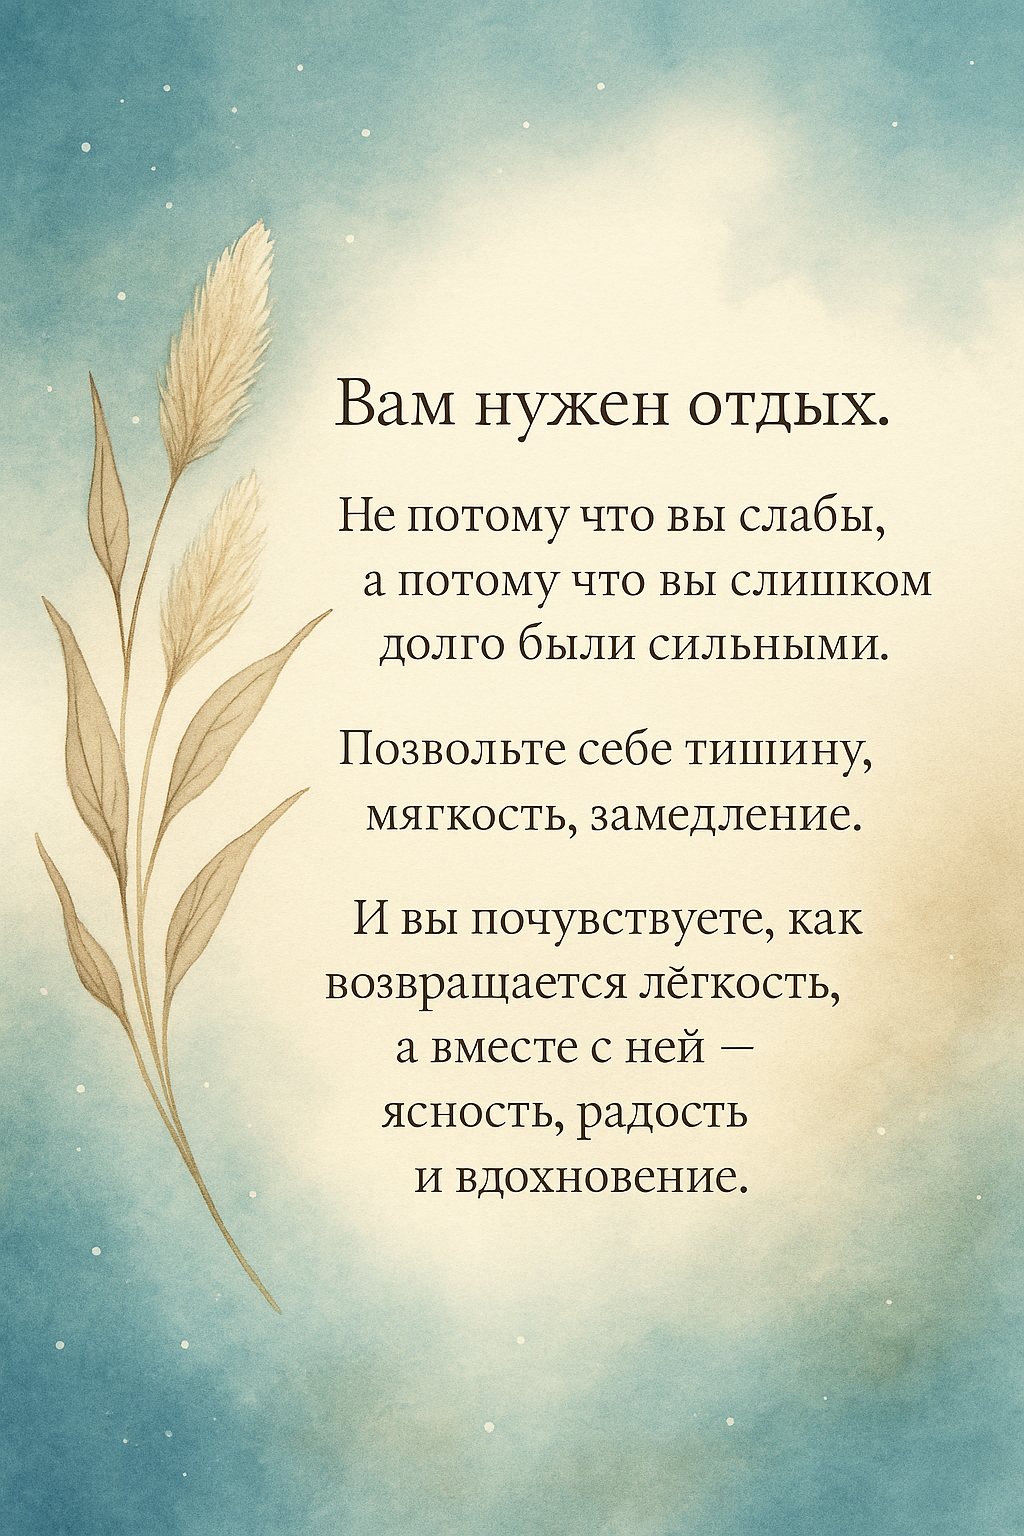 Вам нужен отдых.
Не потому что вы слабы,
а потому что вы слишком
долго были сильными.
Позвольте себе тишину,
мягкость, замедление.
И вы почувствуете, как
возвращается лёгкость,
а вместе с ней —
ясность, радость
и вдохновение.